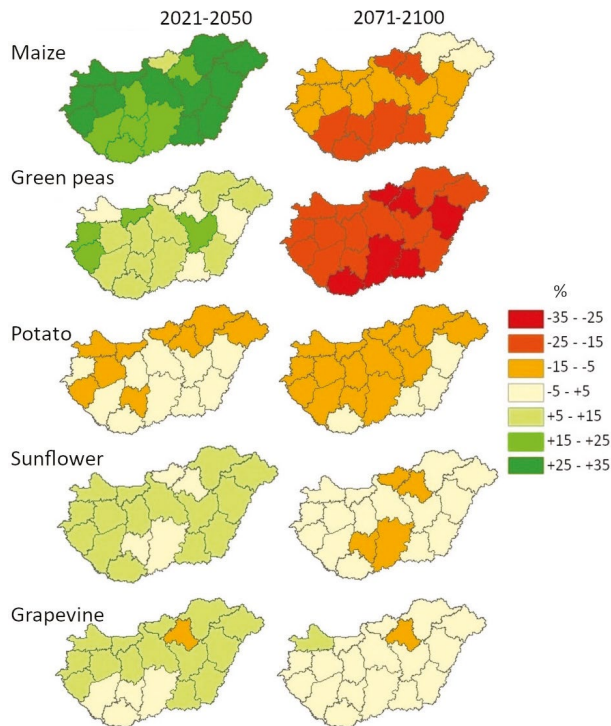 2021-2050 2071-2100
Maize
Green peas
Potato
Sunflower
Grapevine
%
-35 - -25
-25 - -15
-15 - -5
-5 - +5
+5 - +15
+15 - +25
+25 - +35